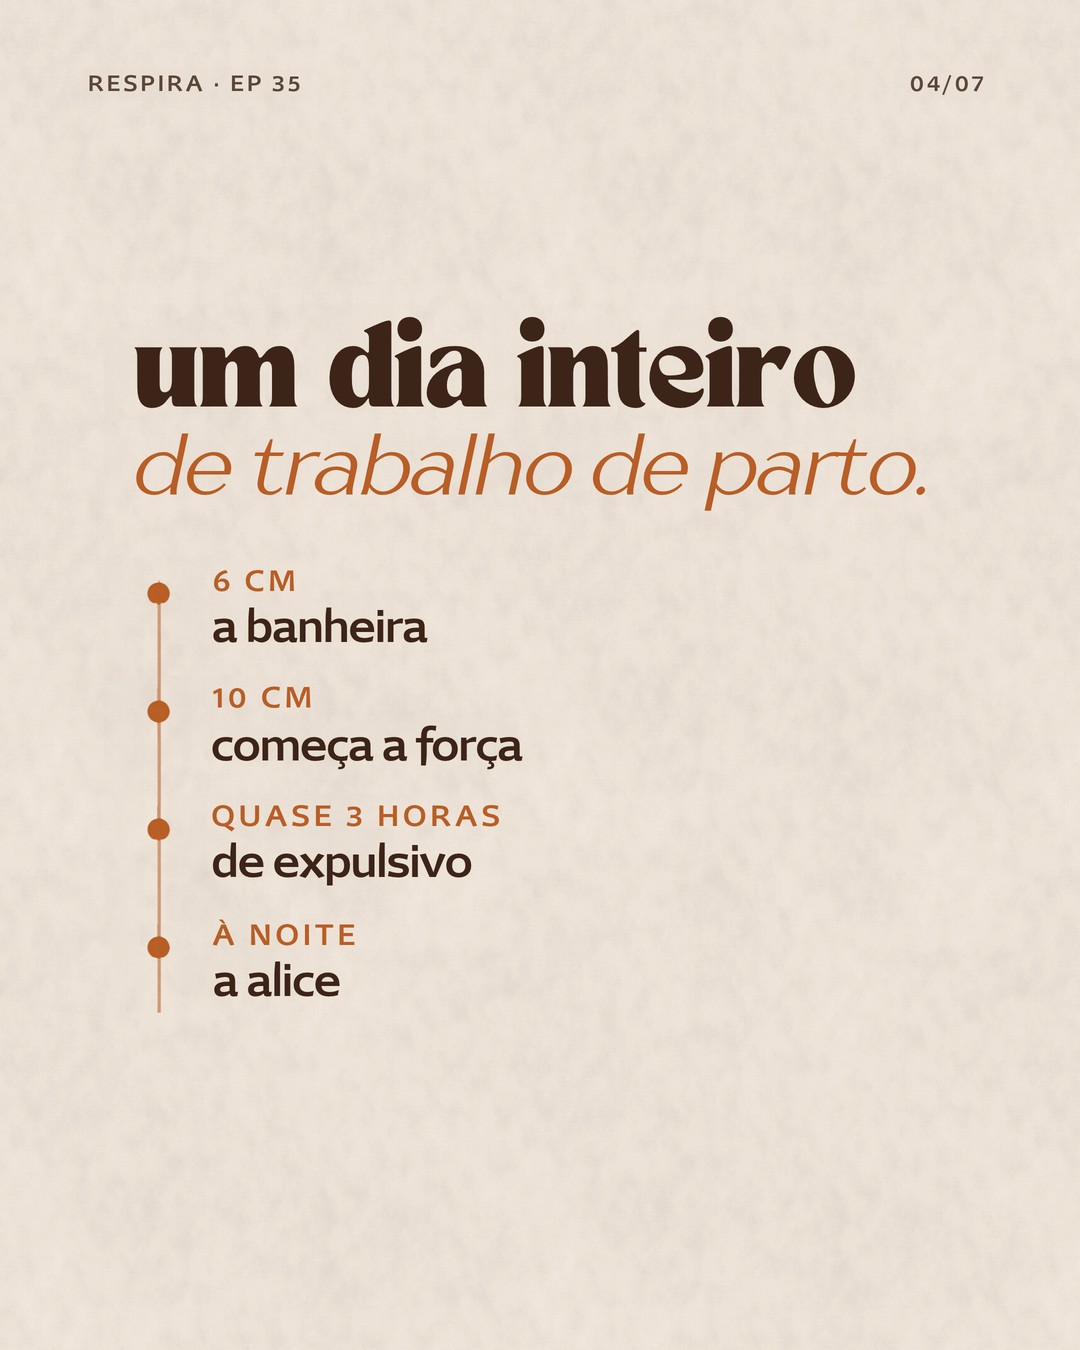 RESPIRA · EP 35
04/07
um dia inteiro
de trabalho de parto.
6 CM
a banheira
10 CM
começa a força
QUASE 3 HORAS
de expulsivo
À NOITE
a alice